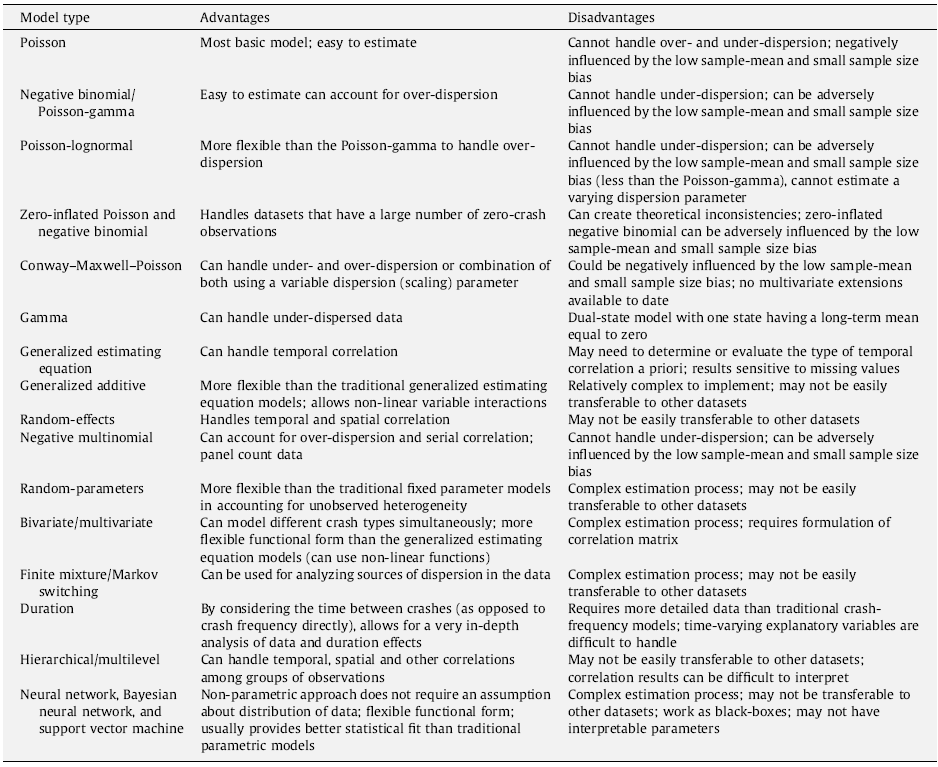 Model type Advantages Disadvantages
Poisson Most basic model; easy to estimate Cannot handle over- and under-dispersion; negatively
influenced by the low sample-mean and small sample size
bias
Negative binomial/ Easy to estimate can account for over-dispersion Cannot handle under-dispersion; can be adversely
Poisson-gamma influenced by the low sample-mean and small sample size
bias
Poisson-lognormal More flexible than the Poisson-gamma to handle over- Cannot handle under-dispersion; can be adversely
dispersion influenced by the low sample-mean and small sample size
bias (less than the Poisson-gamma), cannot estimate a
varying dispersion parameter
Zero-inflated Poisson and Handles datasets that have a large number of zero-crash Can create theoretical inconsistencies; zero-inflated
negative binomial observations negative binomial can be adversely influenced by the low
sample-mean and small sample size bias
Conway–Maxwell–Poisson Can handle under- and over-dispersion or combination of Could be negatively influenced by the low sample-mean
both using a variable dispersion (scaling) parameter and small sample size bias; no multivariate extensions
available to date
Gamma Can handle under-dispersed data Dual-state model with one state having a long-term mean
equal to zero
Generalized estimating Can handle temporal correlation May need to determine or evaluate the type of temporal
equation correlation a priori; results sensitive to missing values
Generalized additive More flexible than the traditional generalized estimating Relatively complex to implement; may not be easily
equation models; allows non-linear variable interactions transferable to other datasets
Random-effects Handles temporal and spatial correlation May not be easily transferable to other datasets
Negative multinomial Can account for over-dispersion and serial correlation; Cannot handle under-dispersion; can be adversely
panel count data influenced by the low sample-mean and small sample size
bias
Random-parameters More flexible than the traditional fixed parameter models Complex estimation process; may not be easily
in accounting for unobserved heterogeneity transferable to other datasets
Bivariate/multivariate Can model different crash types simultaneously; more Complex estimation process; requires formulation of
flexible functional form than the generalized estimating correlation matrix
equation models (can use non-linear functions)
Finite mixture/Markov Can be used for analyzing sources of dispersion in the data Complex estimation process; may not be easily
switching transferable to other datasets
Duration By considering the time between crashes (as opposed to Requires more detailed data than traditional crash-
crash frequency directly), allows for a very in-depth frequency models; time-varying explanatory variables are
analysis of data and duration effects difficult to handle
Hierarchical/multilevel Can handle temporal, spatial and other correlations May not be easily transferable to other datasets;
among groups of observations correlation results can be difficult to interpret
Neural network, Bayesian Non-parametric approach does not require an assumption Complex estimation process; may not be transferable to
neural network, and about distribution of data; flexible functional form; other datasets; work as black-boxes; may not have
support vector machine usually provides better statistical fit than traditional interpretable parameters
parametric models